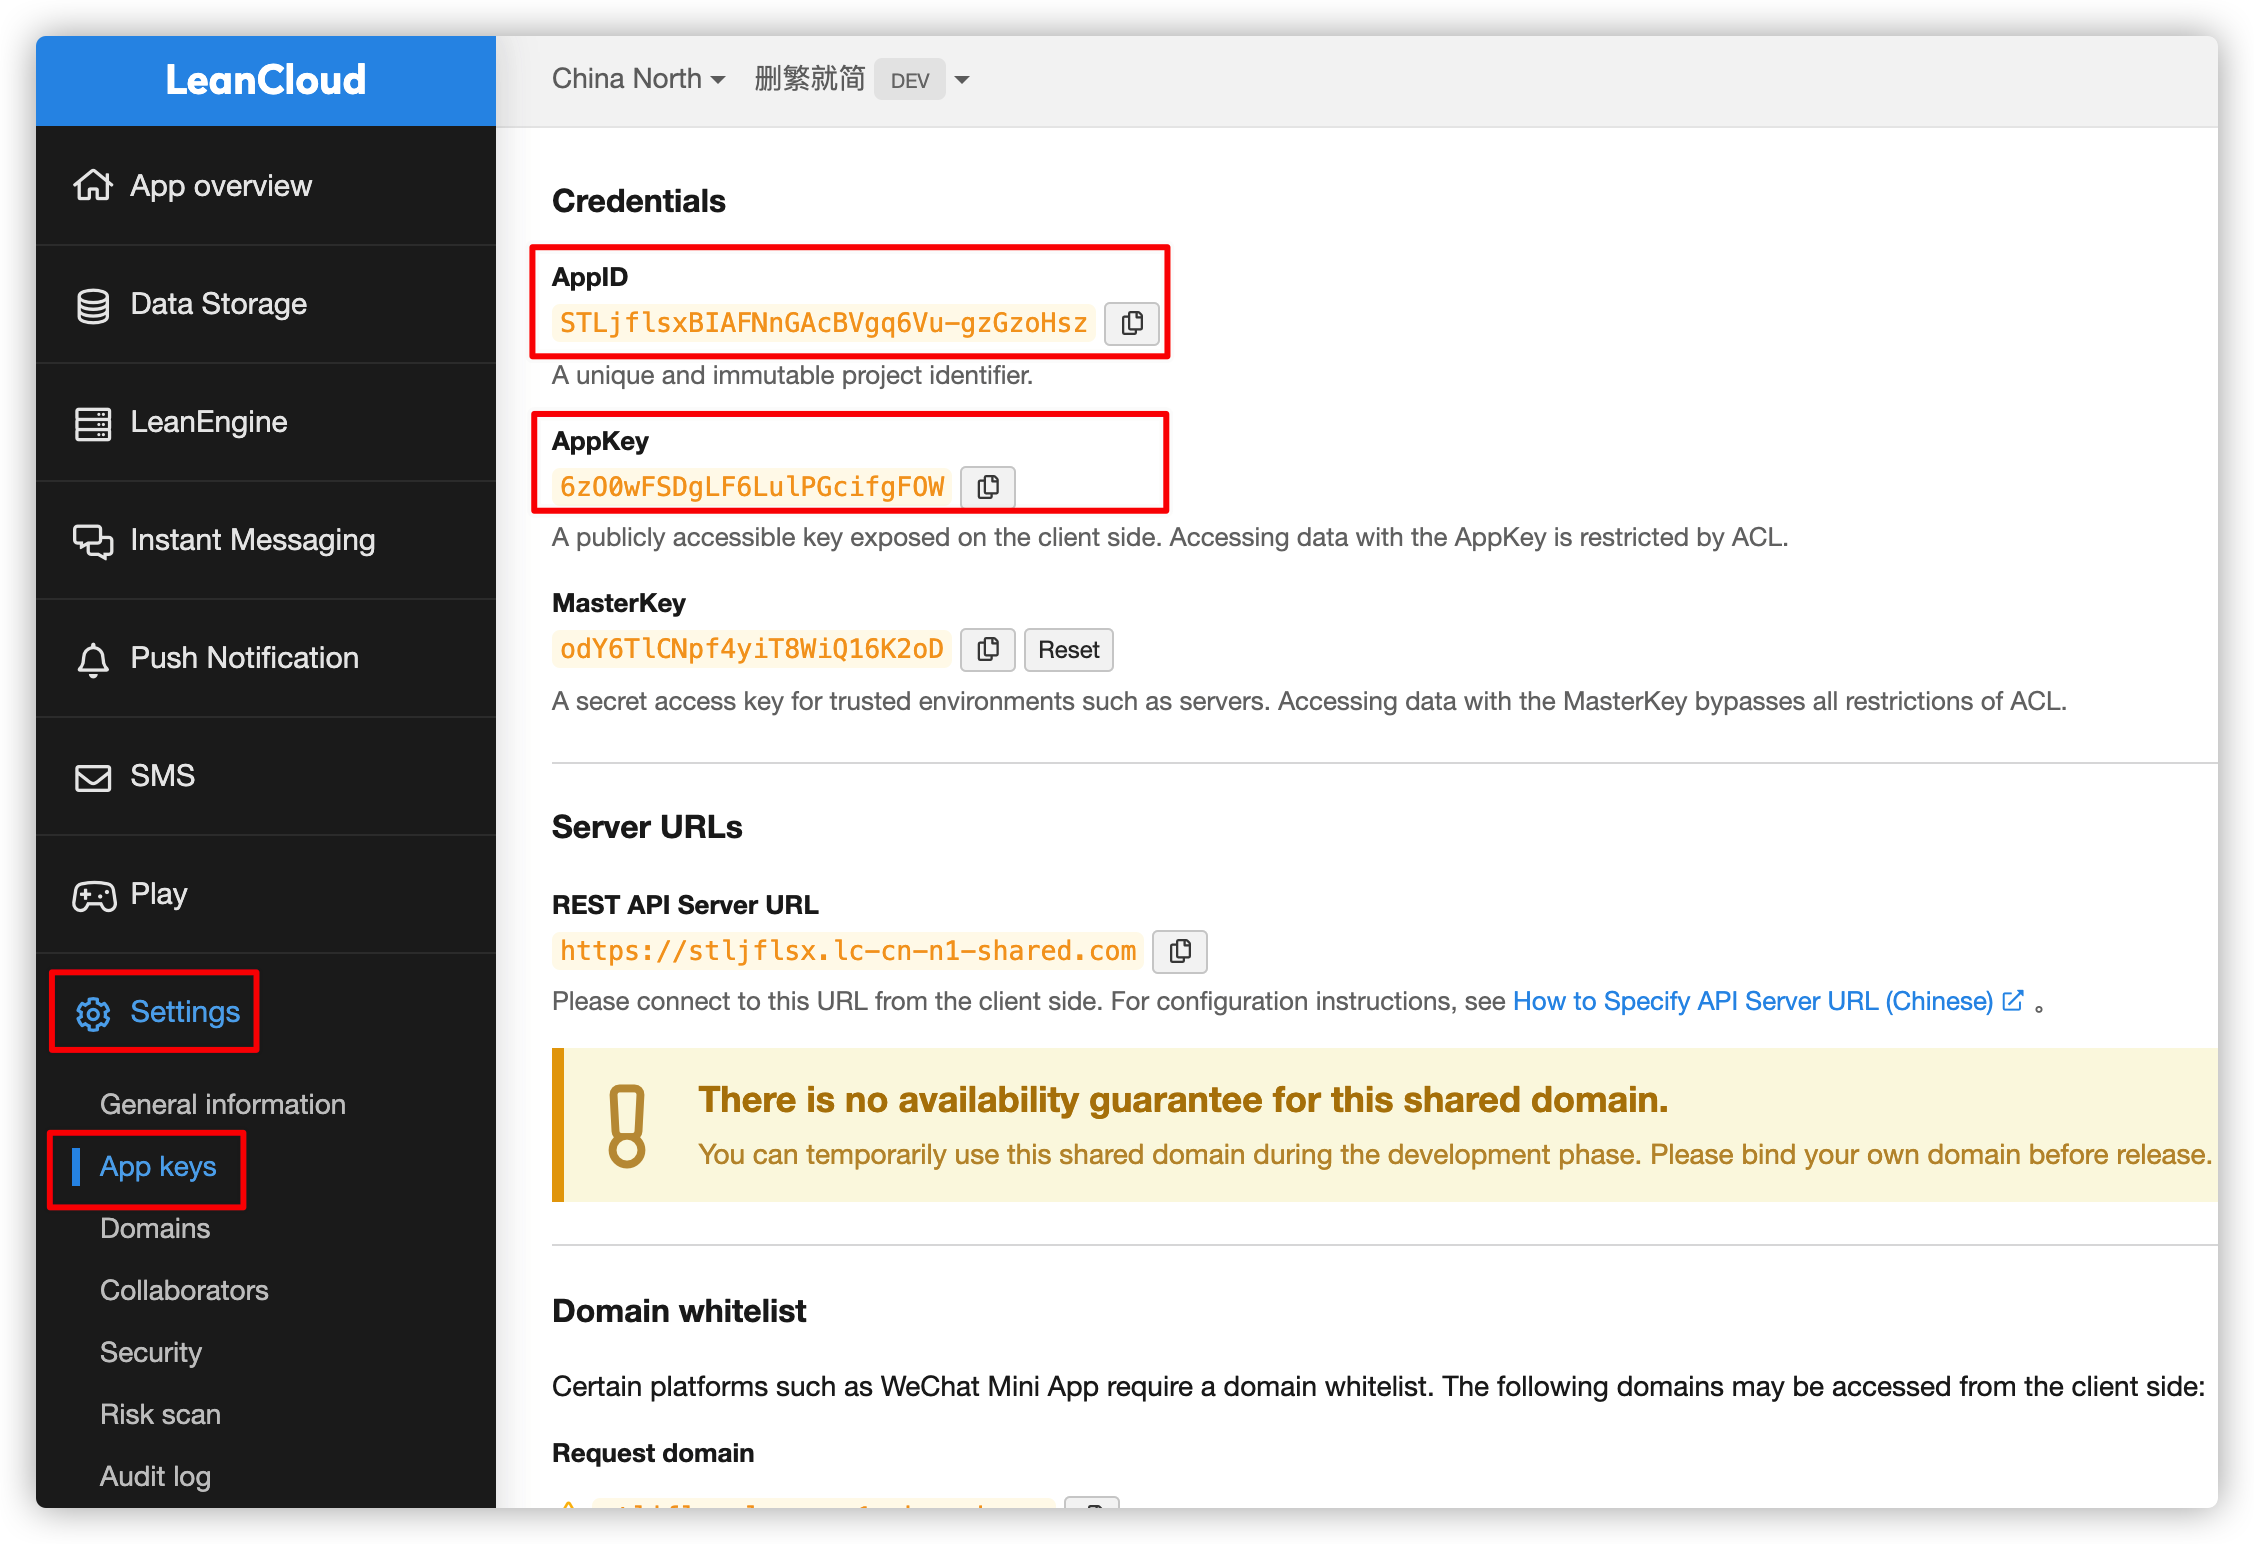 LeanCloud
China North 删繁就简 DEV
App overview
Data Storage
LeanEngine
Instant Messaging
Push Notification
SMS
Play
Settings
General information
App keys
Domains
Collaborators
Security
Risk scan
Audit log
Credentials
AppID
STLjflsxBIAFNnGAcBVgq6Vu-gzGzoHsz
A unique and immutable project identifier.
AppKey
6zO0wFSDgLF6LulPGcifgFOW
A publicly accessible key exposed on the client side. Accessing data with the AppKey is restricted by ACL.
MasterKey
odY6TlCNpf4yiT8WiQ16K2oD Reset
A secret access key for trusted environments such as servers. Accessing data with the MasterKey bypasses all restrictions of ACL.
Server URLs
REST API Server URL
https://stljflsx.lc-cn-n1-shared.com
Please connect to this URL from the client side. For configuration instructions, see How to Specify API Server URL (Chinese) 。
There is no availability guarantee for this shared domain.
You can temporarily use this shared domain during the development phase. Please bind your own domain before release.
Domain whitelist
Certain platforms such as WeChat Mini App require a domain whitelist. The following domains may be accessed from the client side:
Request domain